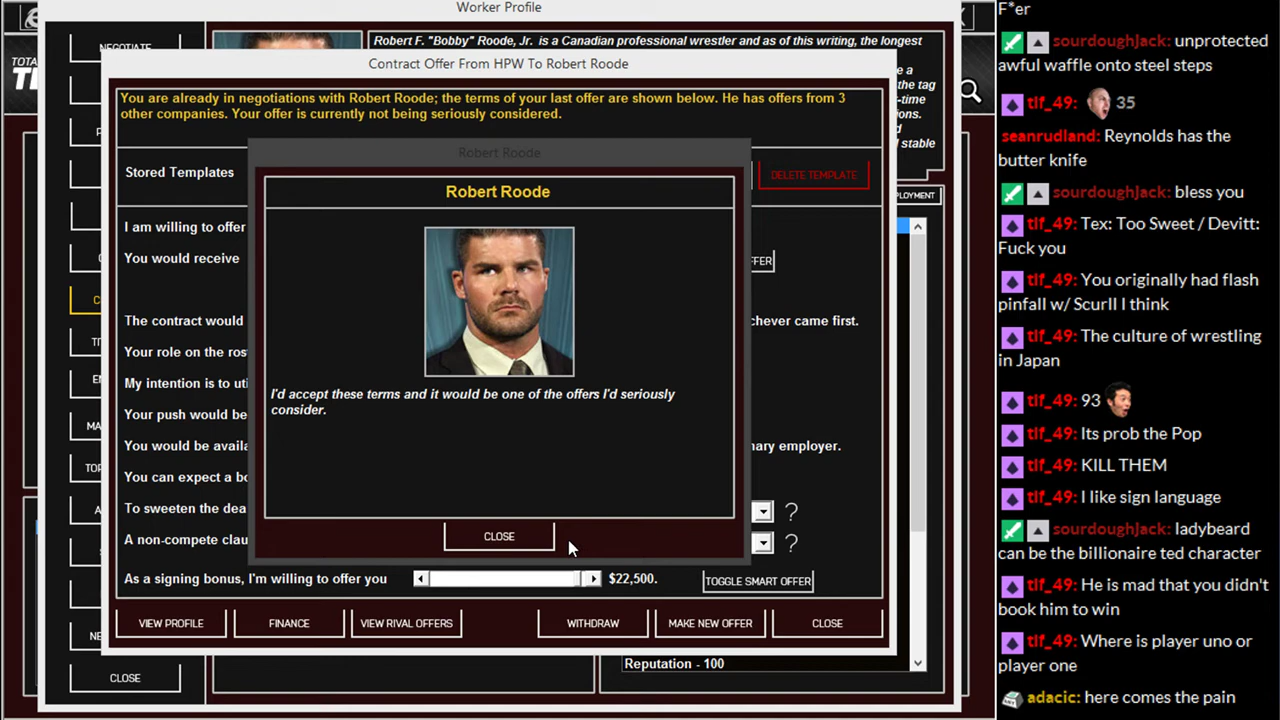 Worker Profile
Robert F. "Bobby" Roode, Jr. is a Canadian professional wrestler and as of this writing, the longest
NEGOTIATE
Contract Offer From HPW To Robert Roode
You are already in negotiations with Robert Roode; the terms of your last offer are shown below. He has offers from 3
other companies. Your offer is currently not being seriously considered.
the tag
stable
Robert Roode
Stored Templates
DELETE TEMPLATE
Robert Roode
I am willing to offer
You would receive
The contract would
chever came first.
Your role on the ros
My intention is to uti
I'd accept these terms and it would be one of the offers I'd seriously
consider.
Your push would be
You would be availa
mary employer.
You can expect a bo
To sweeten the dea
?
A non-compete clau
?
CLOSE
As a signing bonus, I'm willing to offer you
$22,500.
TOGGLE SMART OFFER
VIEW PROFILE
FINANCE
VIEW RIVAL OFFERS
WITHDRAW
MAKE NEW OFFER
CLOSE
Reputation - 100
CLOSE
F*er
sourdoughJack: unprotected
awful waffle onto steel steps
tlf_49: 35
seanrudland: Reynolds has the
butter knife
sourdoughJack: bless you
tlf_49: Tex: Too Sweet / Devitt:
Fuck you
tlf_49: You originally had flash
pinfall w/ Scurll I think
tlf_49: The culture of wrestling
in Japan
tlf_49: 93
tlf_49: Its prob the Pop
tlf_49: KILL THEM
tlf_49: I like sign language
sourdoughJack: ladybeard
can be the billionaire ted character
tlf_49: He is mad that you didn't
book him to win
tlf_49: Where is player uno or
player one
adacic: here comes the pain